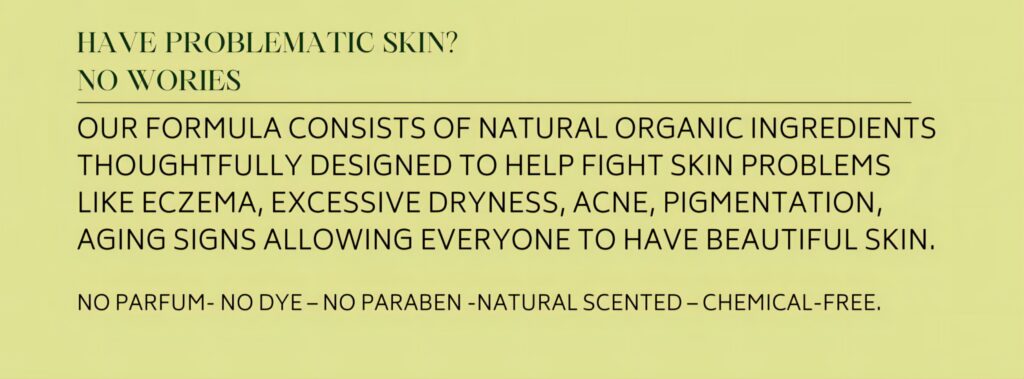 HAVE PROBLEMATIC SKIN?
NO WORIES
OUR FORMULA CONSISTS OF NATURAL ORGANIC INGREDIENTS
THOUGHTFULLY DESIGNED TO HELP FIGHT SKIN PROBLEMS
LIKE ECZEMA, EXCESSIVE DRYNESS, ACNE, PIGMENTATION,
AGING SIGNS ALLOWING EVERYONE TO HAVE BEAUTIFUL SKIN.
NO PARFUM- NO DYE – NO PARABEN -NATURAL SCENTED – CHEMICAL-FREE.